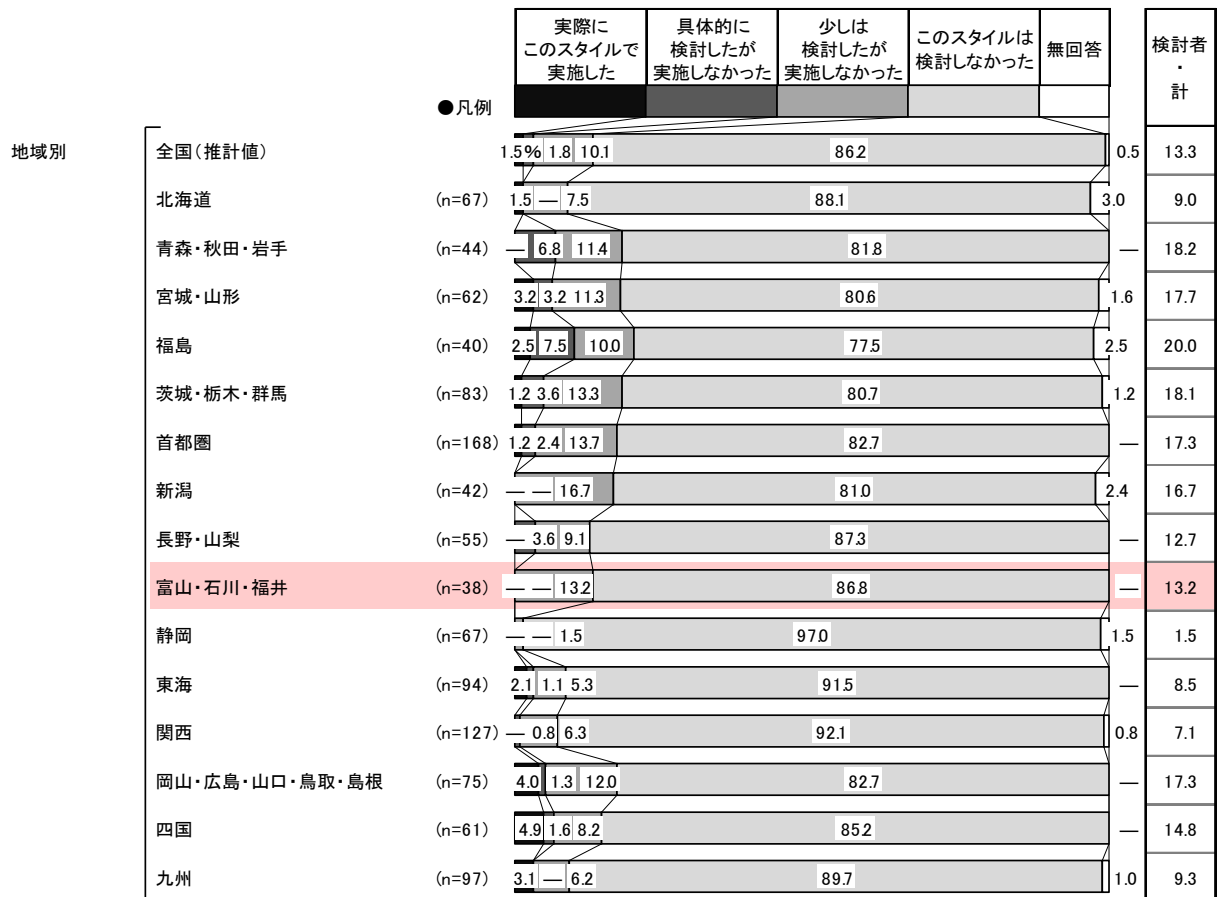 実際に
このスタイルで
実施した
具体的に
検討したが
実施しなかった
少しは
検討したが
実施しなかった
このスタイルは
検討しなかった
無回答
検討者
・
計
●凡例
地域別
全国(推計値) 1.5% 1.8 10.1 86.2 0.5 13.3
北海道 (n=67) 1.5 — 7.5 88.1 3.0 9.0
青森・秋田・岩手 (n=44) — 6.8 11.4 81.8 — 18.2
宮城・山形 (n=62) 3.2 3.2 11.3 80.6 1.6 17.7
福島 (n=40) 2.5 7.5 10.0 77.5 2.5 20.0
茨城・栃木・群馬 (n=83) 1.2 3.6 13.3 80.7 1.2 18.1
首都圏 (n=168) 1.2 2.4 13.7 82.7 — 17.3
新潟 (n=42) — — 16.7 81.0 2.4 16.7
長野・山梨 (n=55) — 3.6 9.1 87.3 — 12.7
富山・石川・福井 (n=38) — — 13.2 86.8 — 13.2
静岡 (n=67) — — 1.5 97.0 1.5 1.5
東海 (n=94) 2.1 1.1 5.3 91.5 — 8.5
関西 (n=127) — 0.8 6.3 92.1 0.8 7.1
岡山・広島・山口・鳥取・島根 (n=75) 4.0 1.3 12.0 82.7 — 17.3
四国 (n=61) 4.9 1.6 8.2 85.2 — 14.8
九州 (n=97) 3.1 — 6.2 89.7 1.0 9.3